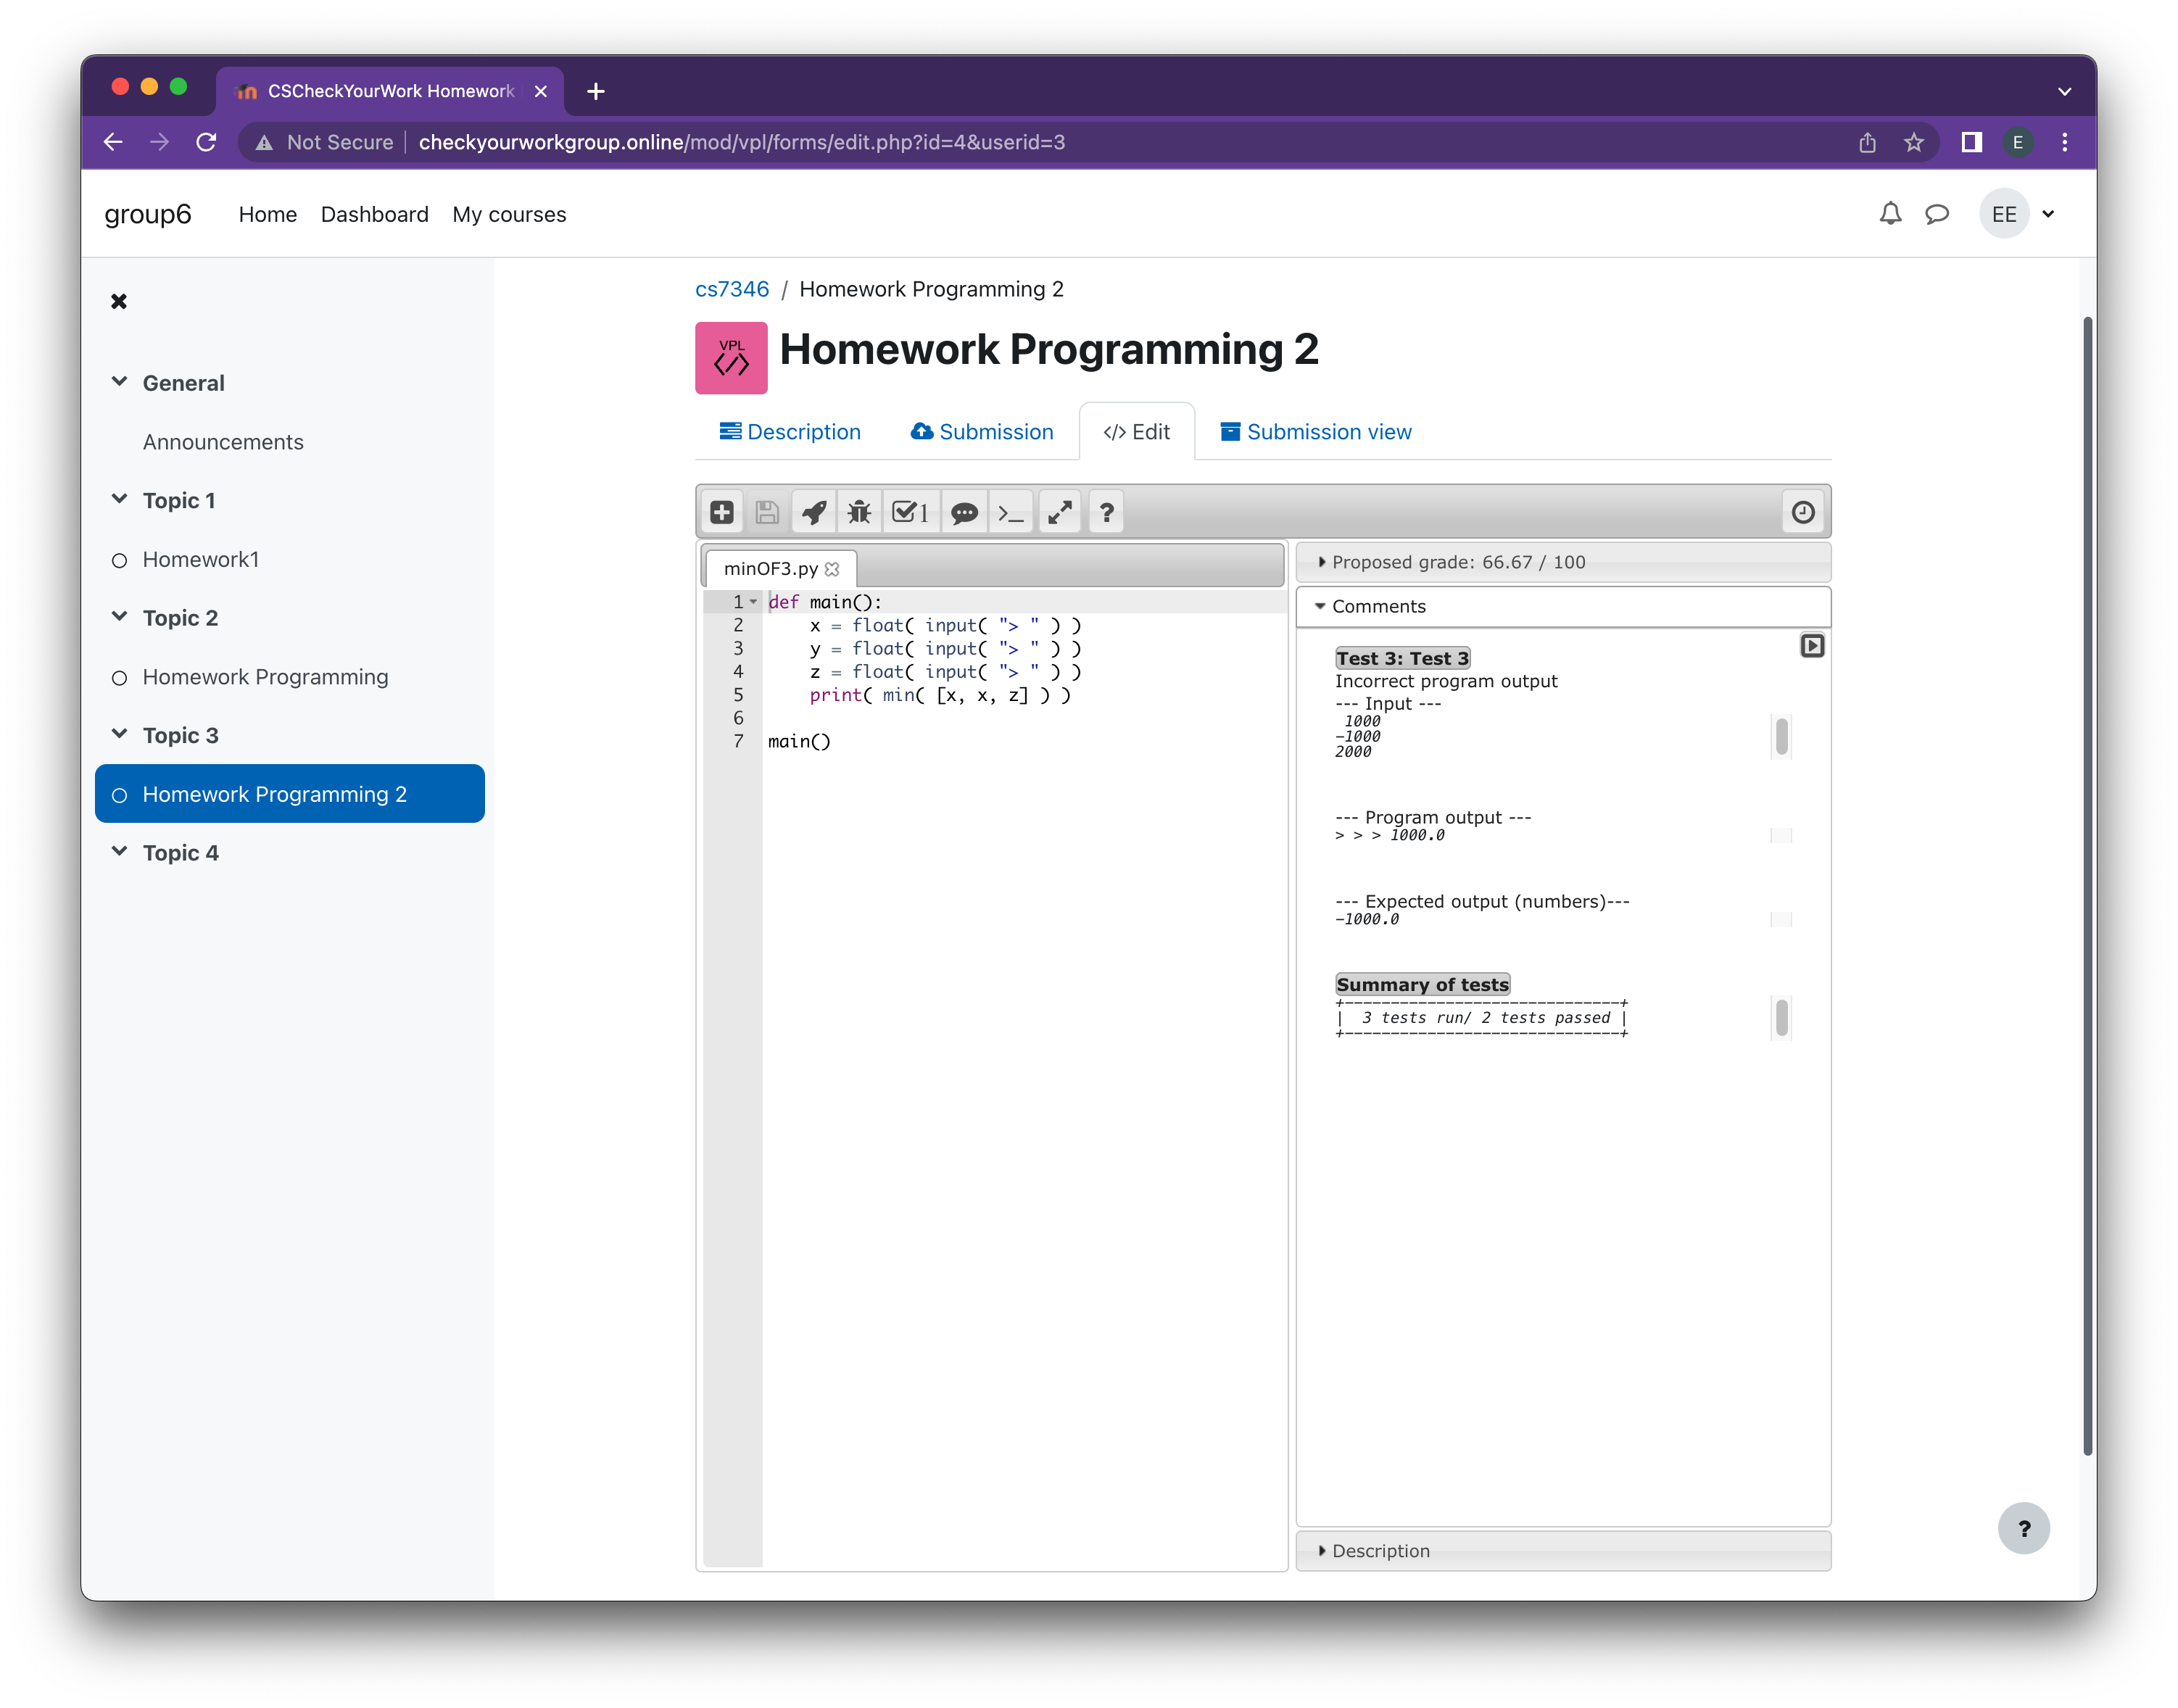 CSCheckYourWork Homework
Not Secure
checkyourworkgroup.online/mod/vpl/forms/edit.php?id=4&userid=3
E
group6
Home
Dashboard
My courses
EE
General
Announcements
Topic 1
Homework1
Topic 2
Homework Programming
Topic 3
Homework Programming 2
Topic 4
cs7346 / Homework Programming 2
VPL
</>
Homework Programming 2
Description
Submission
</> Edit
Submission view
1
>_
?
minOF3.py
1 def main():
2     x = float( input( "> " ) )
3     y = float( input( "> " ) )
4     z = float( input( "> " ) )
5     print( min( [x, x, z] ) )
6
7 main()
Proposed grade: 66.67 / 100
Comments
Test 3: Test 3
Incorrect program output
--- Input ---
1000
-1000
2000
--- Program output ---
> > > 1000.0
--- Expected output (numbers)---
-1000.0
Summary of tests
+------------------------------+
|  3 tests run/ 2 tests passed |
+------------------------------+
Description
?